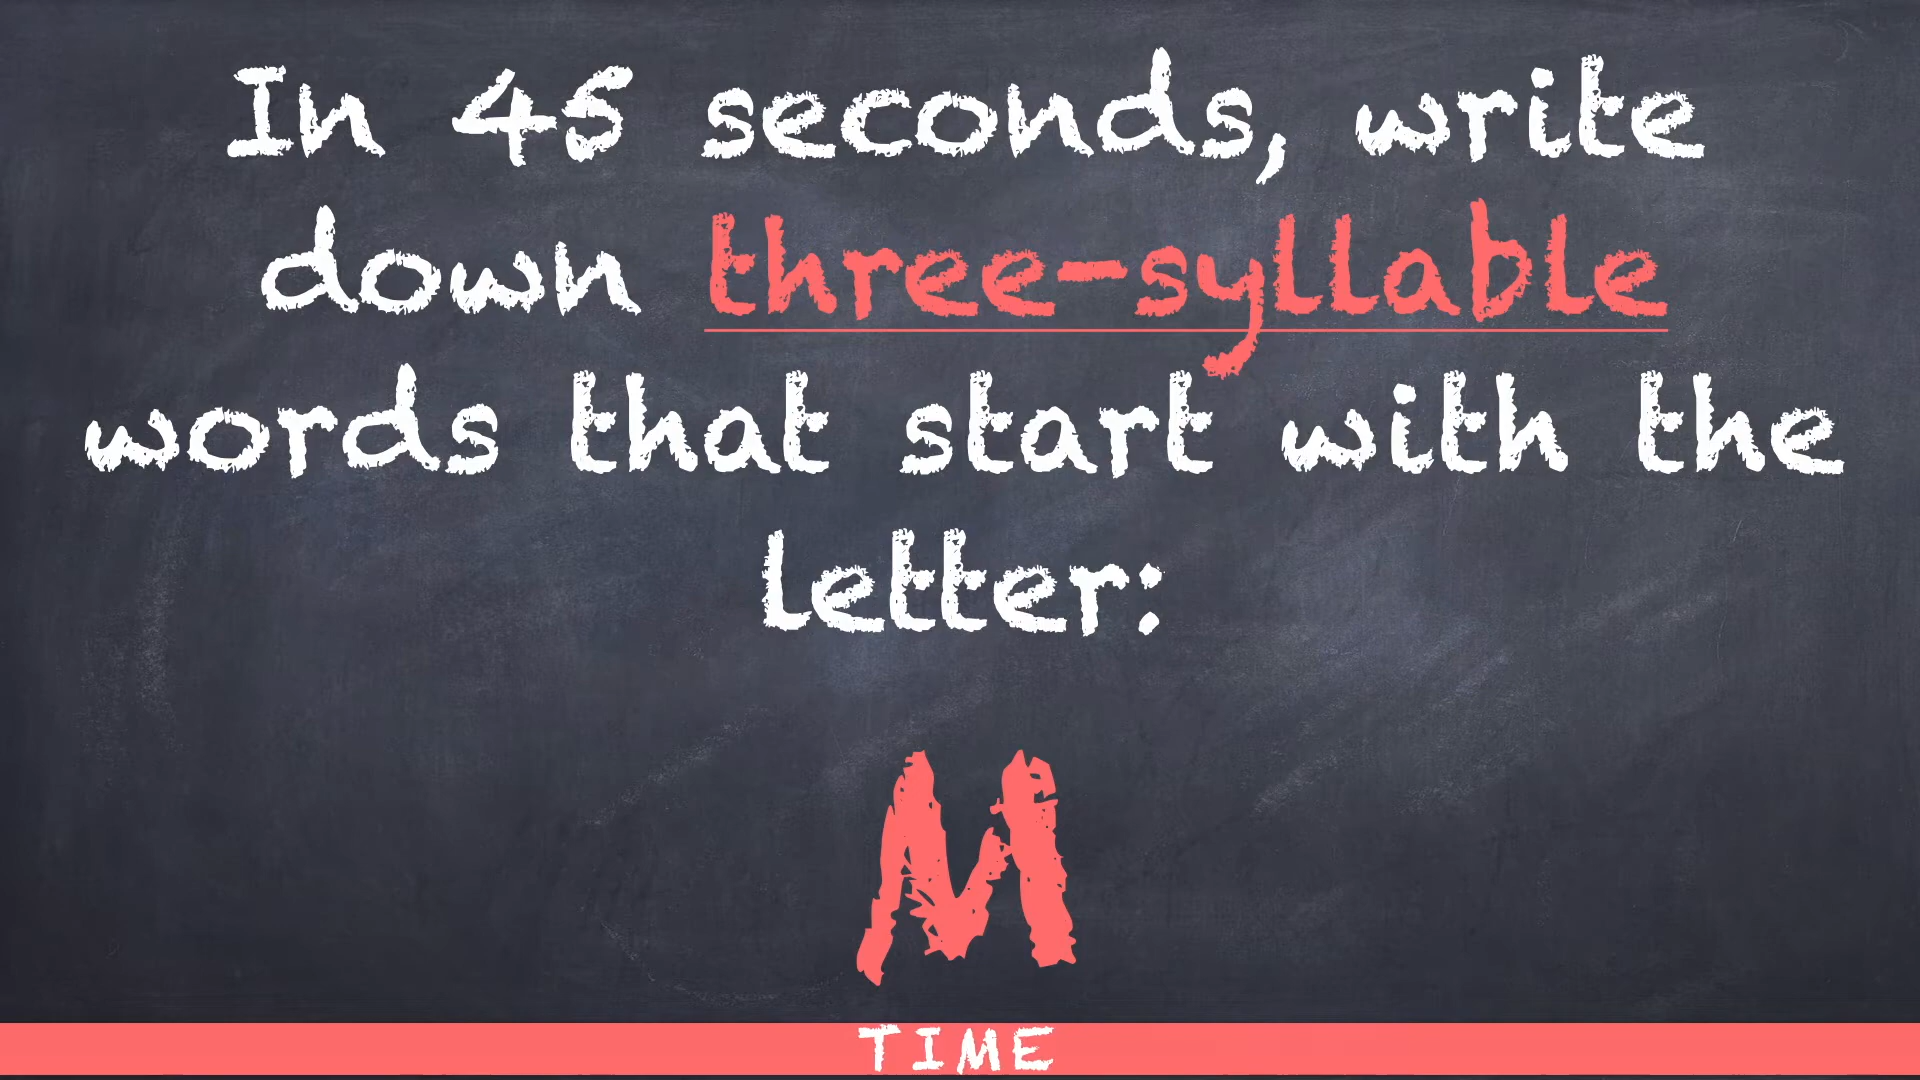 In 45 seconds, write
down three-syllable
words that start with the
letter:
M
TIME